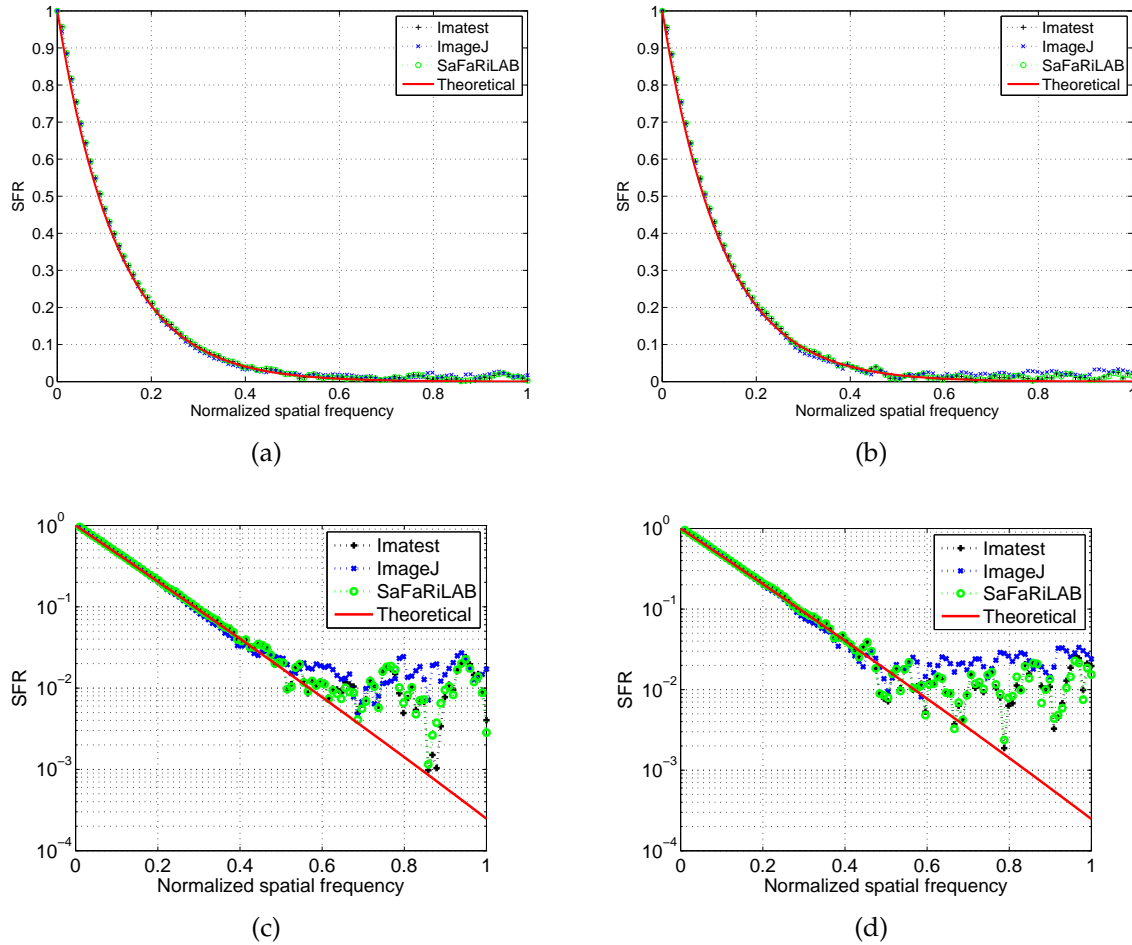 1
0.9
0.8
0.7
0.6
0.5
0.4
0.3
0.2
0.1
0
SFR
0 0.2 0.4 0.6 0.8 1
Normalized spatial frequency
Imatest
ImageJ
SaFaRiLAB
Theoretical
(a)
1
0.9
0.8
0.7
0.6
0.5
0.4
0.3
0.2
0.1
0
SFR
0 0.2 0.4 0.6 0.8 1
Normalized spatial frequency
Imatest
ImageJ
SaFaRiLAB
Theoretical
(b)
10^0
10^−1
10^−2
10^−3
10^−4
SFR
0 0.2 0.4 0.6 0.8 1
Normalized spatial frequency
Imatest
ImageJ
SaFaRiLAB
Theoretical
(c)
10^0
10^−1
10^−2
10^−3
10^−4
SFR
0 0.2 0.4 0.6 0.8 1
Normalized spatial frequency
Imatest
ImageJ
SaFaRiLAB
Theoretical
(d)